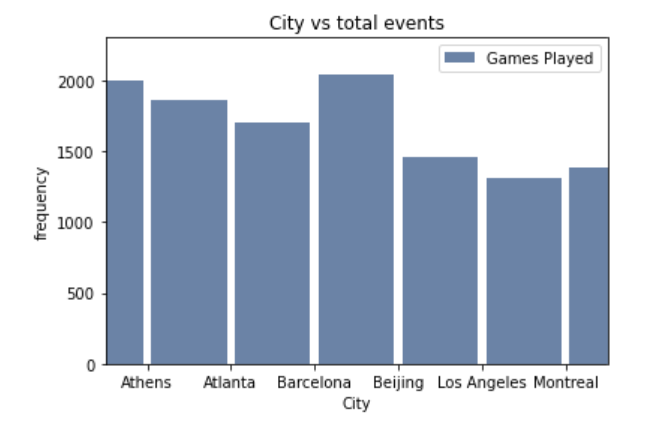 City vs total events
Games Played
2000
1500
1000
500
0
frequency
Athens Atlanta Barcelona Beijing Los Angeles Montreal
City